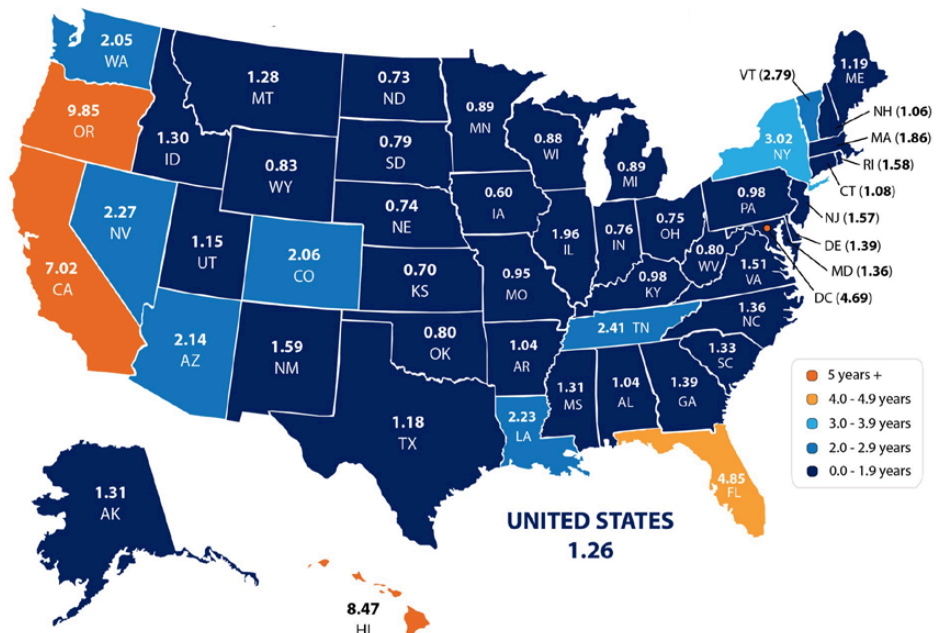 2.05
WA
9.85
OR
7.02
CA
2.27
NV
1.30
ID
1.28
MT
0.83
WY
1.15
UT
2.06
CO
2.14
AZ
1.59
NM
0.73
ND
0.79
SD
0.74
NE
0.70
KS
0.80
OK
1.18
TX
0.89
MN
0.60
IA
0.95
MO
1.04
AR
2.23
LA
0.88
WI
1.96
IL
0.89
MI
0.76
IN
0.75
OH
0.98
KY
2.41 TN
1.31
MS
1.04
AL
1.39
GA
4.85
FL
1.33
SC
1.36
NC
1.51
VA
0.80
WV
0.98
PA
3.02
NY
1.19
ME
VT (2.79)
NH (1.06)
MA (1.86)
RI (1.58)
CT (1.08)
NJ (1.57)
DE (1.39)
MD (1.36)
DC (4.69)
5 years +
4.0 - 4.9 years
3.0 - 3.9 years
2.0 - 2.9 years
0.0 - 1.9 years
1.31
AK
8.47
HI
UNITED STATES
1.26